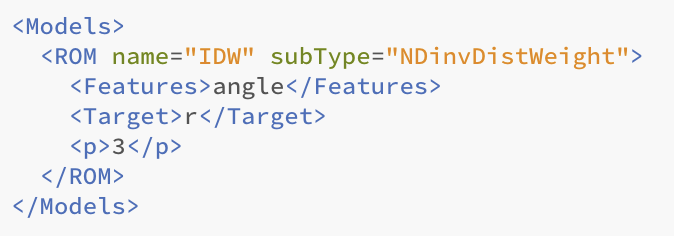 <Models>
  <ROM name="IDW" subType="NDinvDistWeight">
    <Features>angle</Features>
    <Target>r</Target>
    <p>3</p>
  </ROM>
</Models>